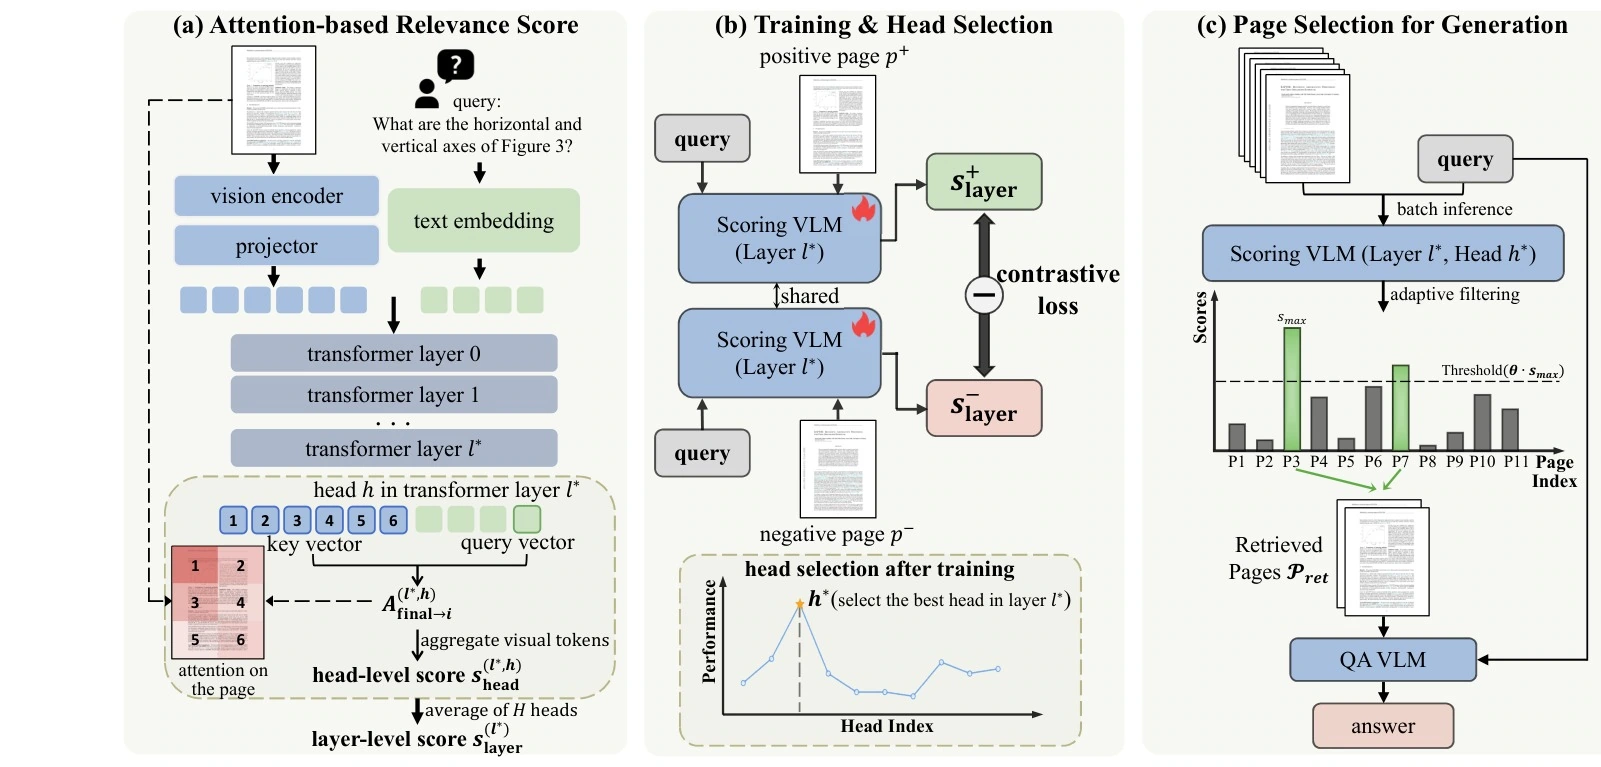 (a) Attention-based Relevance Score
?
query:
What are the horizontal and
vertical axes of Figure 3?
vision encoder
projector
text embedding
transformer layer 0
transformer layer 1
. . .
transformer layer l*
head h in transformer layer l*
1 2 3 4 5 6
key vector
query vector
1 2
3 4
5 6
A^{(l*,h)}_{final→i}
aggregate visual tokens
attention on
the page
head-level score s^{(l*,h)}_{head}
average of H heads
layer-level score s^{(l*)}_{layer}
(b) Training & Head Selection
positive page p⁺
query
Scoring VLM
(Layer l*)
s⁺_{layer}
shared
contrastive
loss
Scoring VLM
(Layer l*)
s⁻_{layer}
query
negative page p⁻
head selection after training
h*(select the best head in layer l*)
Performance
Head Index
(c) Page Selection for Generation
query
batch inference
Scoring VLM (Layer l*, Head h*)
adaptive filtering
Scores
s_{max}
Threshold(θ · s_{max})
P1 P2 P3 P4 P5 P6 P7 P8 P9 P10 P11
Page
Index
Retrieved
Pages 𝓟_{ret}
QA VLM
answer